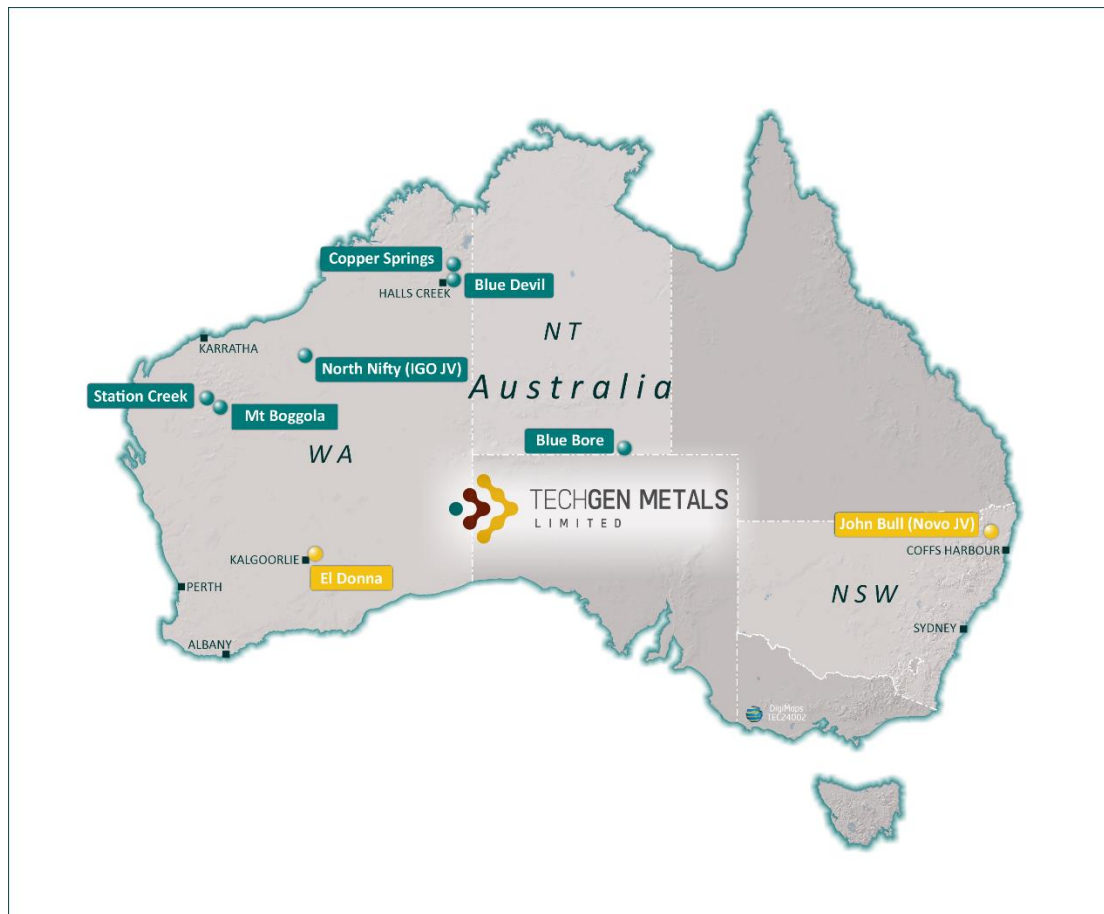 Copper Springs
HALLS CREEK
Blue Devil
NT
KARRATHA
North Nifty (IGO JV)
Australia
Station Creek
Mt Boggola
Blue Bore
WA
TECHGEN METALS
LIMITED
John Bull (Novo JV)
COFFS HARBOUR
KALGOORLIE
El Donna
PERTH
NSW
SYDNEY
ALBANY
DigiMaps
TEC24002